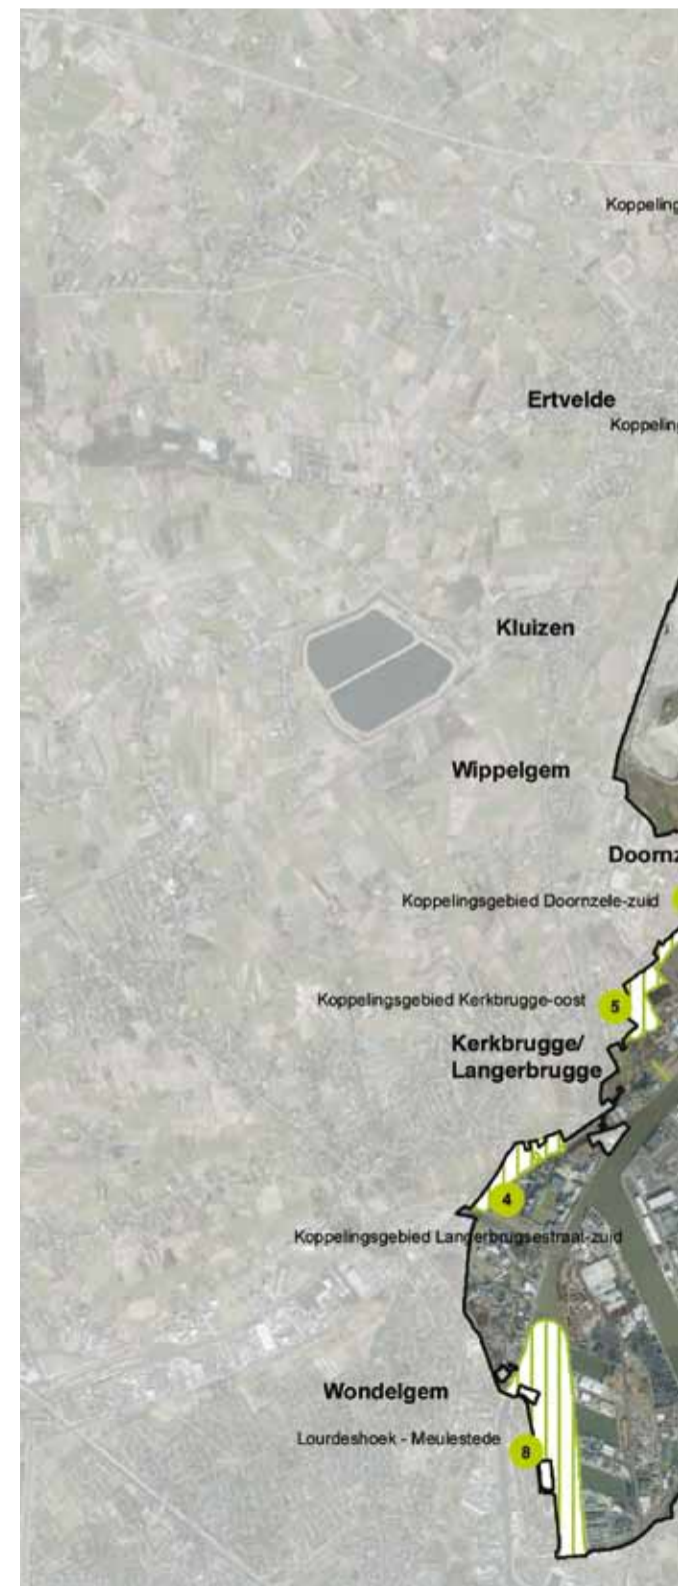 Koppeling
Ertvelde
Koppeling
Kluizen
Wippelgem
Doornz
Koppelingsgebied Doornzele-zuid
Koppelingsgebied Kerkbrugge-oost
5
Kerkbrugge/
Langerbrugge
4
Koppelingsgebied Langerbrugsestraat-zuid
Wondelgem
Lourdeshoek - Meulestede
8